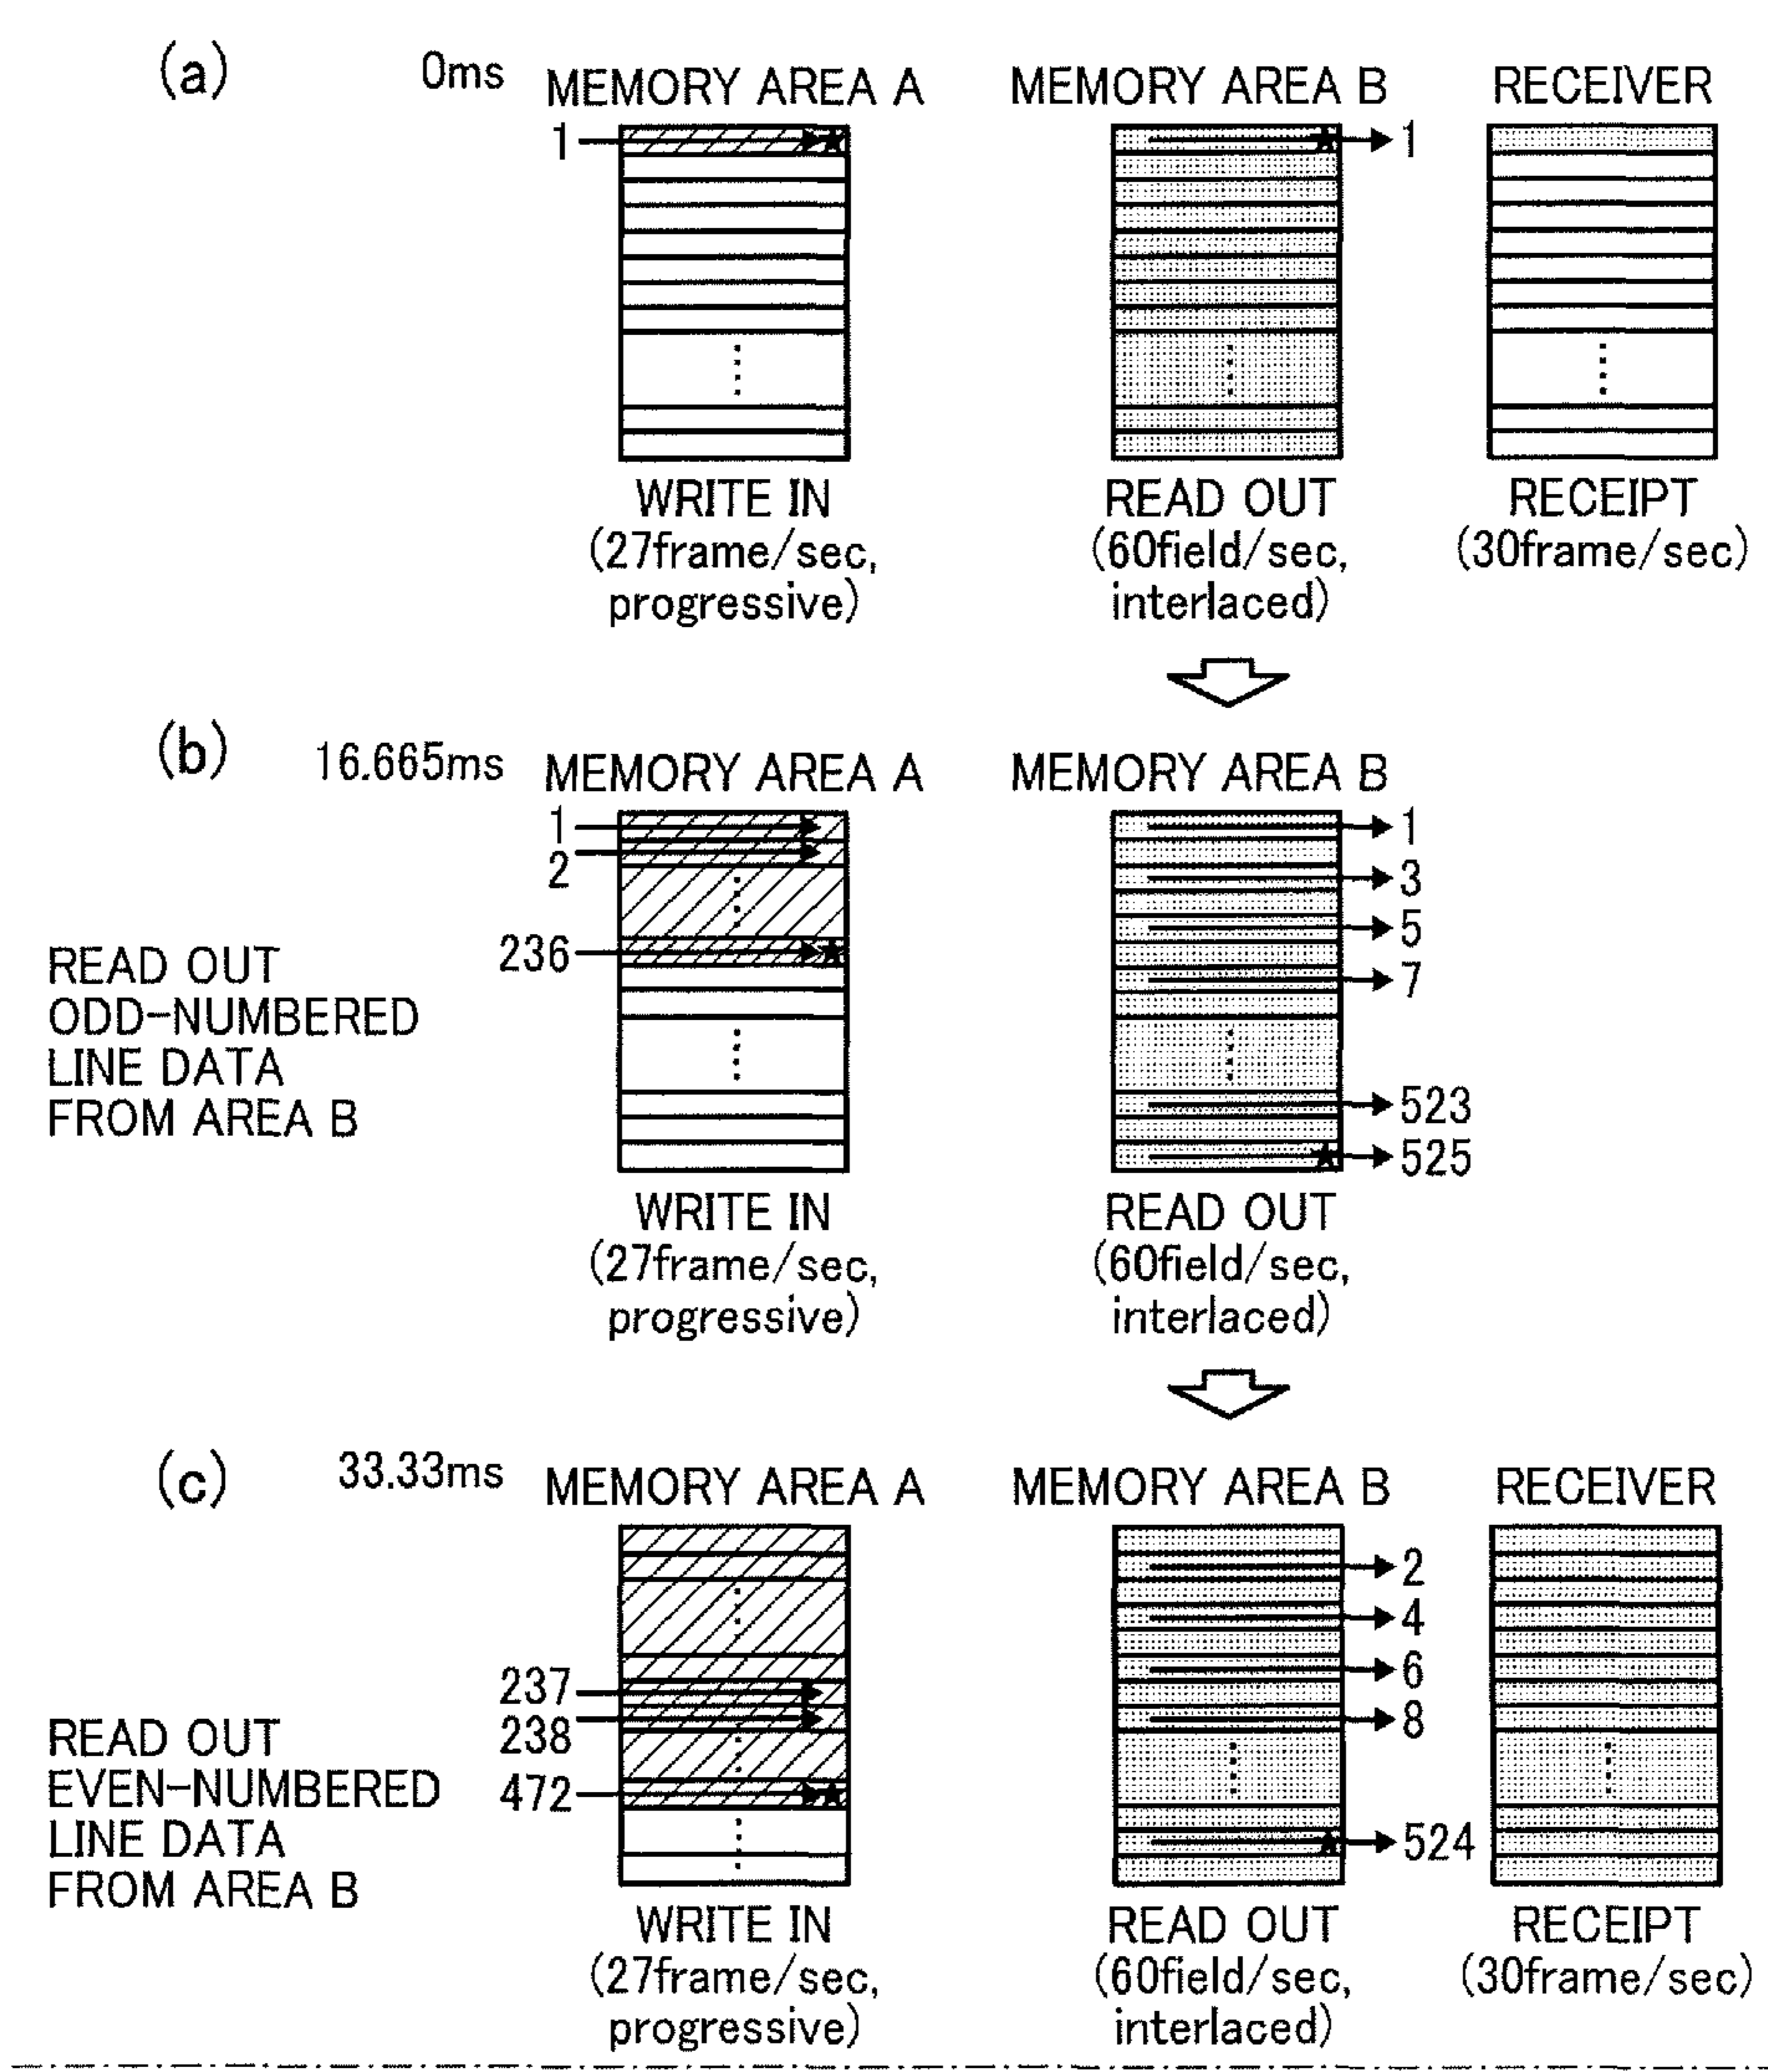 (a) 0ms MEMORY AREA A MEMORY AREA B RECEIVER
1 1
WRITE IN READ OUT RECEIPT
(27frame/sec, (60field/sec, (30frame/sec)
progressive) interlaced)
(b) 16.665ms MEMORY AREA A MEMORY AREA B
1 1
2
3
5
236
7
READ OUT
ODD-NUMBERED
LINE DATA
FROM AREA B
523
525
WRITE IN READ OUT
(27frame/sec, (60field/sec,
progressive) interlaced)
(c) 33.33ms MEMORY AREA A MEMORY AREA B RECEIVER
2
4
6
237
238
8
READ OUT
EVEN-NUMBERED
LINE DATA
FROM AREA B
472
524
WRITE IN READ OUT RECEIPT
(27frame/sec, (60field/sec, (30frame/sec)
progressive) interlaced)